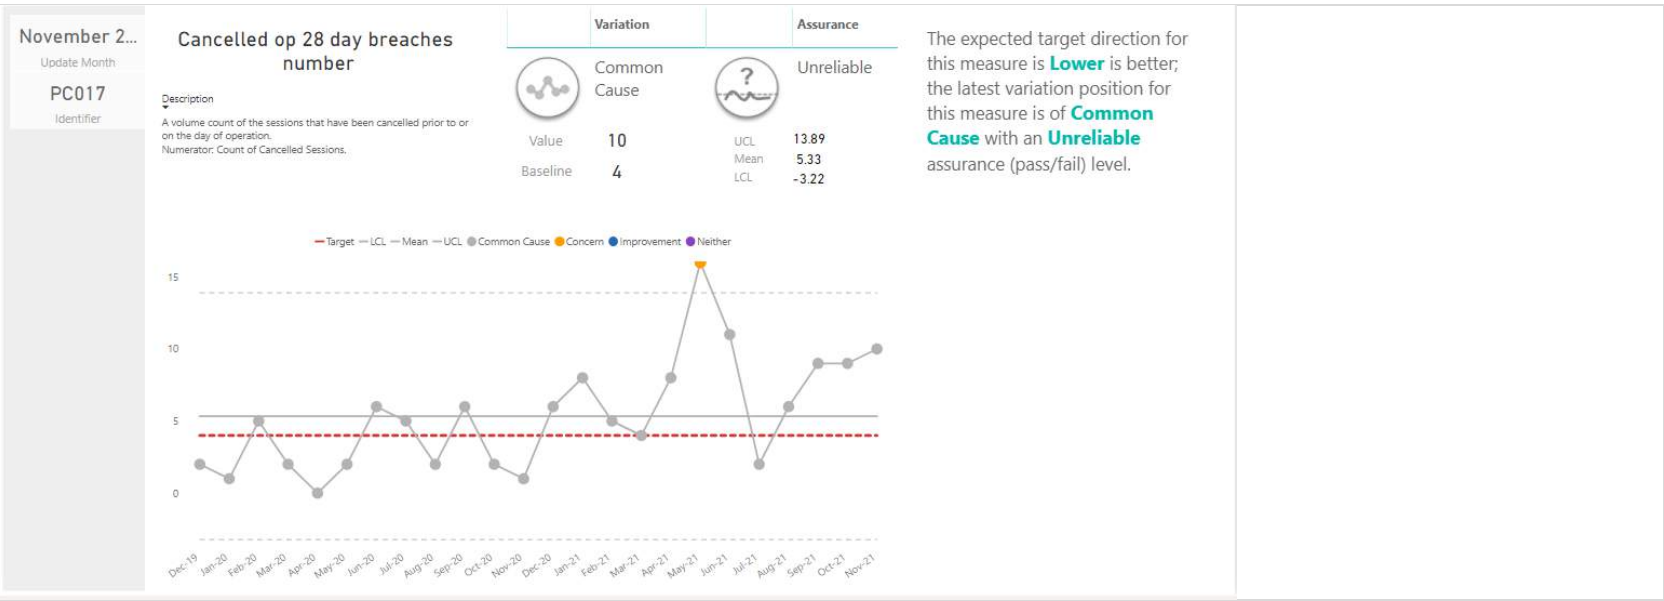 November 2...
Update Month
PC017
Identifier
Cancelled op 28 day breaches
number
Description
A volume count of the sessions that have been cancelled prior to or
on the day of operation.
Numerator: Count of Cancelled Sessions.
Variation
Assurance
Common
Cause
?
Unreliable
Value 10
Baseline 4
UCL 13.89
Mean 5.33
LCL -3.22
The expected target direction for
this measure is Lower is better;
the latest variation position for
this measure is of Common
Cause with an Unreliable
assurance (pass/fail) level.
Target LCL Mean UCL Common Cause Concern Improvement Neither
15
10
5
0
Dec-19 Jan-20 Feb-20 Mar-20 Apr-20 May-20 Jun-20 Jul-20 Aug-20 Sep-20 Oct-20 Nov-20 Dec-20 Jan-21 Feb-21 Mar-21 Apr-21 May-21 Jun-21 Jul-21 Aug-21 Sep-21 Oct-21 Nov-21